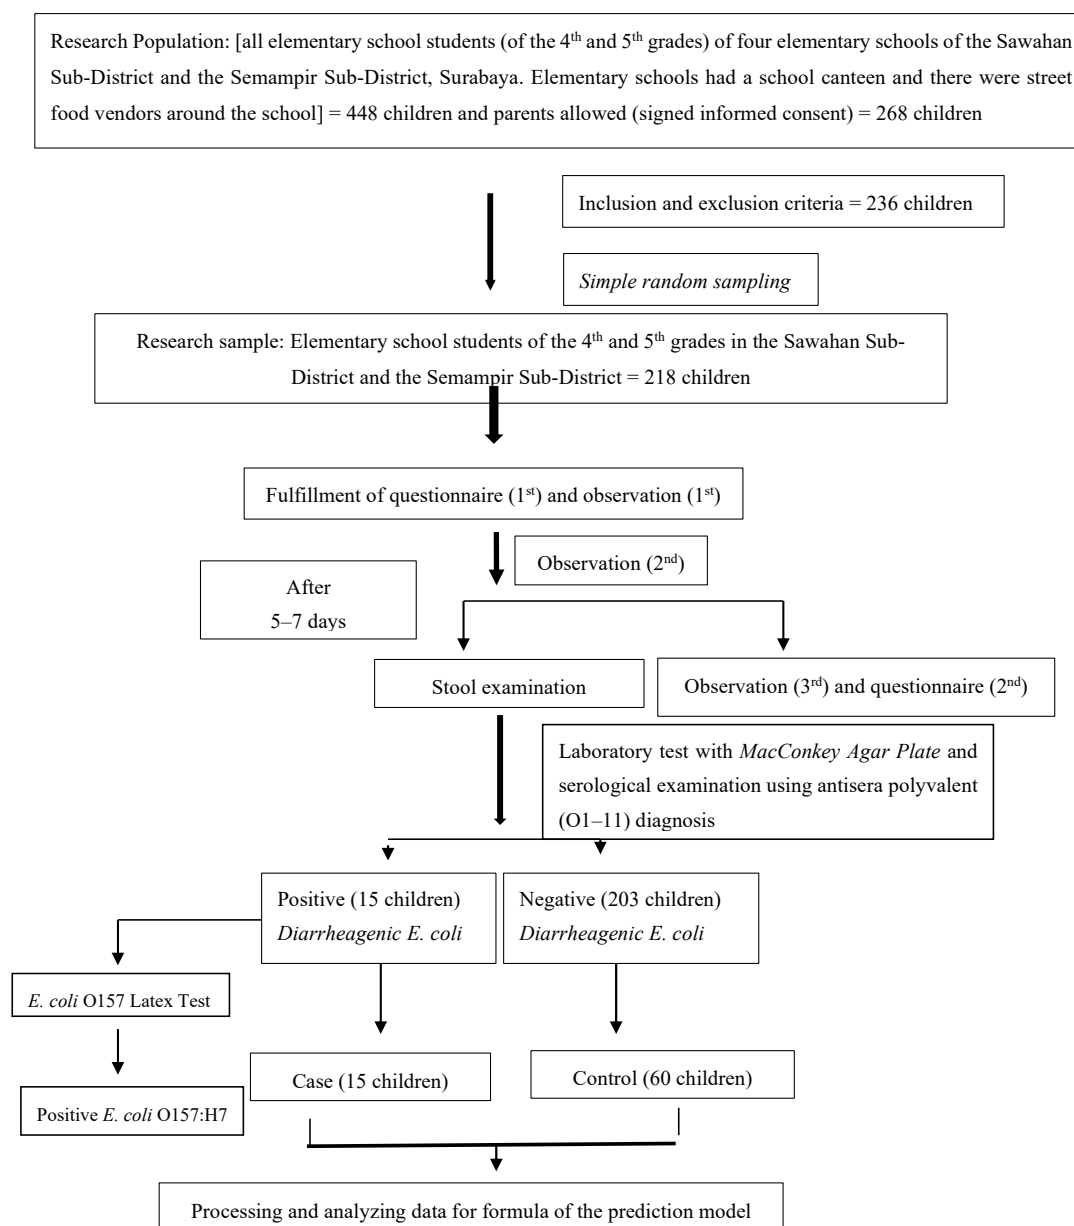 Research Population: [all elementary school students (of the 4th and 5th grades) of four elementary schools of the Sawahan
Sub-District and the Semampir Sub-District, Surabaya. Elementary schools had a school canteen and there were street
food vendors around the school] = 448 children and parents allowed (signed informed consent) = 268 children
Inclusion and exclusion criteria = 236 children
Simple random sampling
Research sample: Elementary school students of the 4th and 5th grades in the Sawahan Sub-
District and the Semampir Sub-District = 218 children
Fulfillment of questionnaire (1st) and observation (1st)
Observation (2nd)
After
5–7 days
Stool examination
Observation (3rd) and questionnaire (2nd)
Laboratory test with MacConkey Agar Plate and
serological examination using antisera polyvalent
(O1–11) diagnosis
Positive (15 children)
Diarrheagenic E. coli
Negative (203 children)
Diarrheagenic E. coli
E. coli O157 Latex Test
Case (15 children)
Control (60 children)
Positive E. coli O157:H7
Processing and analyzing data for formula of the prediction model